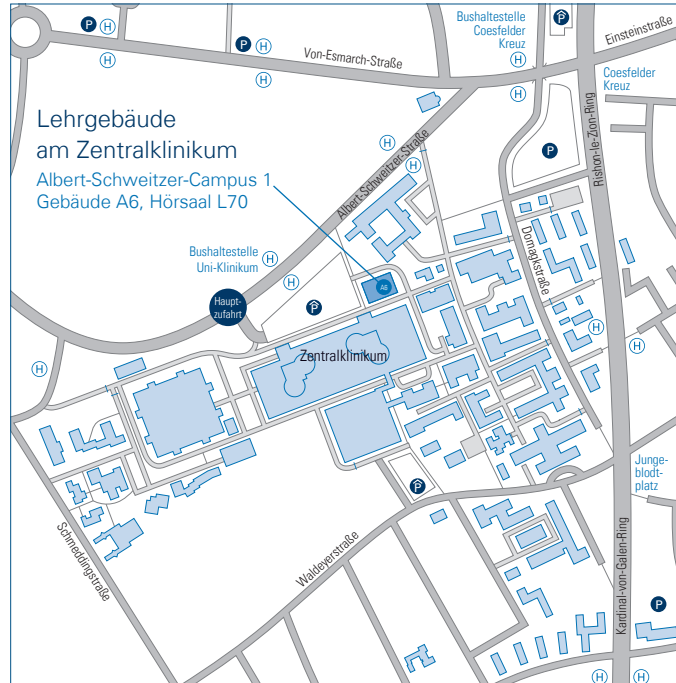 Bushaltestelle
Coesfelder
Kreuz
P
H
P
H
P
H
H
H
H
Einsteinstraße
Von-Esmarch-Straße
Coesfelder
Kreuz
Lehrgebäude
am Zentralklinikum
Albert-Schweitzer-Campus 1
Gebäude A6, Hörsaal L70
Albert-Schweitzer-Straße
H
H
P
Rishon-le-Zion-Ring
Domagkstraße
Bushaltestelle
Uni-Klinikum
H
H
A6
Haupt-
zufahrt
P
H
H
Zentralklinikum
H
Junge-
blodt-
platz
P
Schmeddingstraße
Waldeyerstraße
Kardinal-von-Galen-Ring
P
H
H